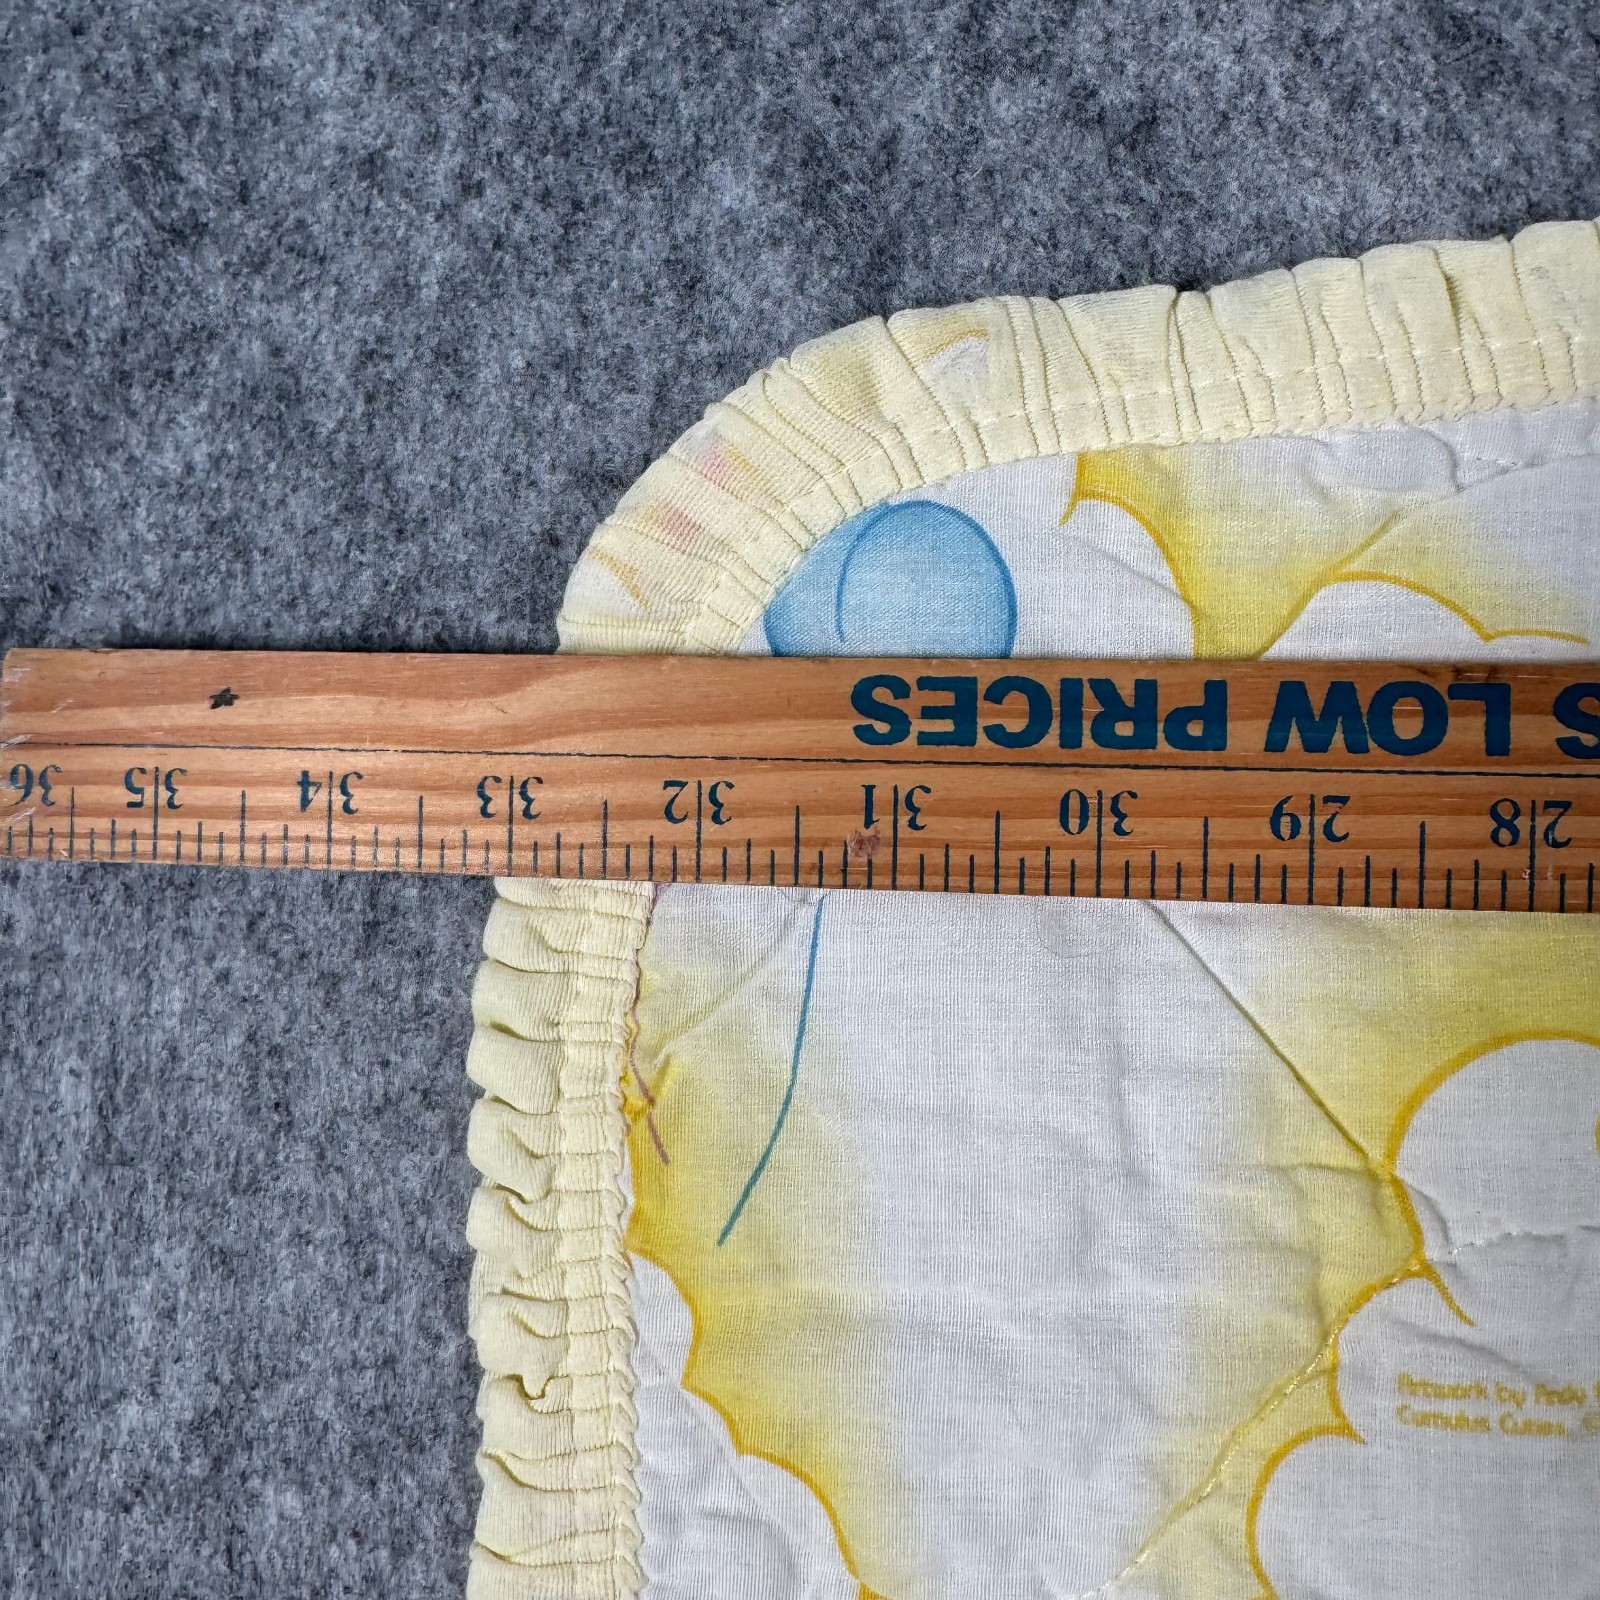 S LOW PRICES
28 29 30 31 32 33 34 35 36
Artwork by
Cumulus Cuties ©